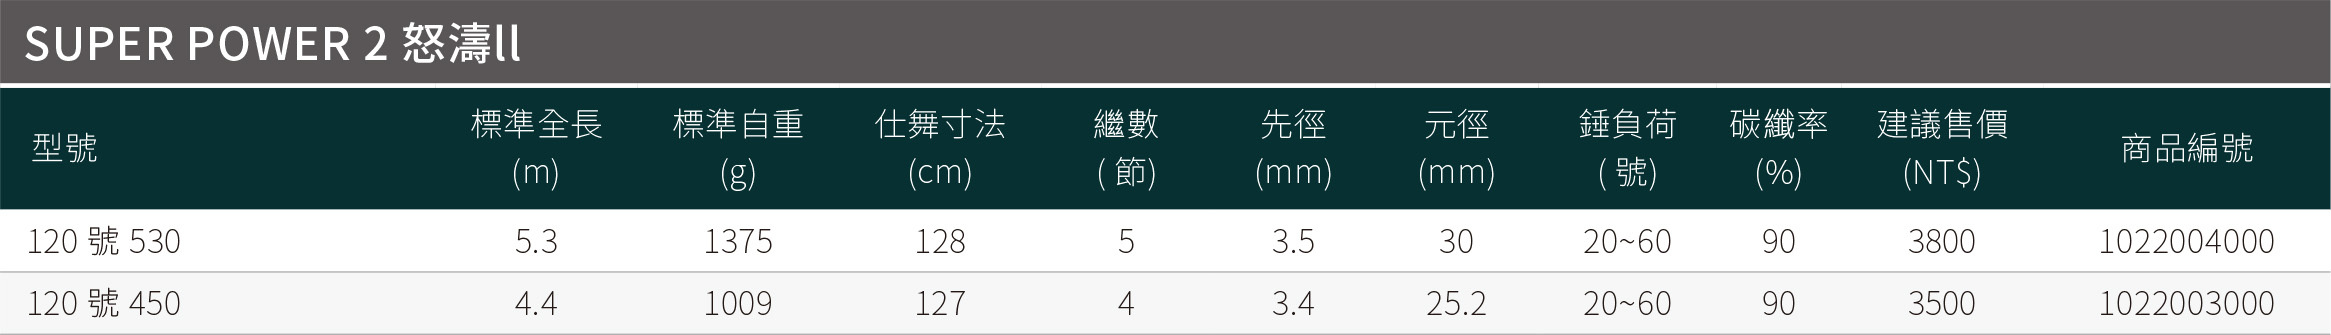 SUPER POWER 2 怒濤ll
型號 標準全長(m) 標準自重(g) 仕舞寸法(cm) 繼數( 節) 先徑(mm) 元徑(mm) 錘負荷( 號) 碳纖率(%) 建議售價(NT$) 商品編號
120 號 530 5.3 1375 128 5 3.5 30 20~60 90 3800 1022004000
120 號 450 4.4 1009 127 4 3.4 25.2 20~60 90 3500 1022003000